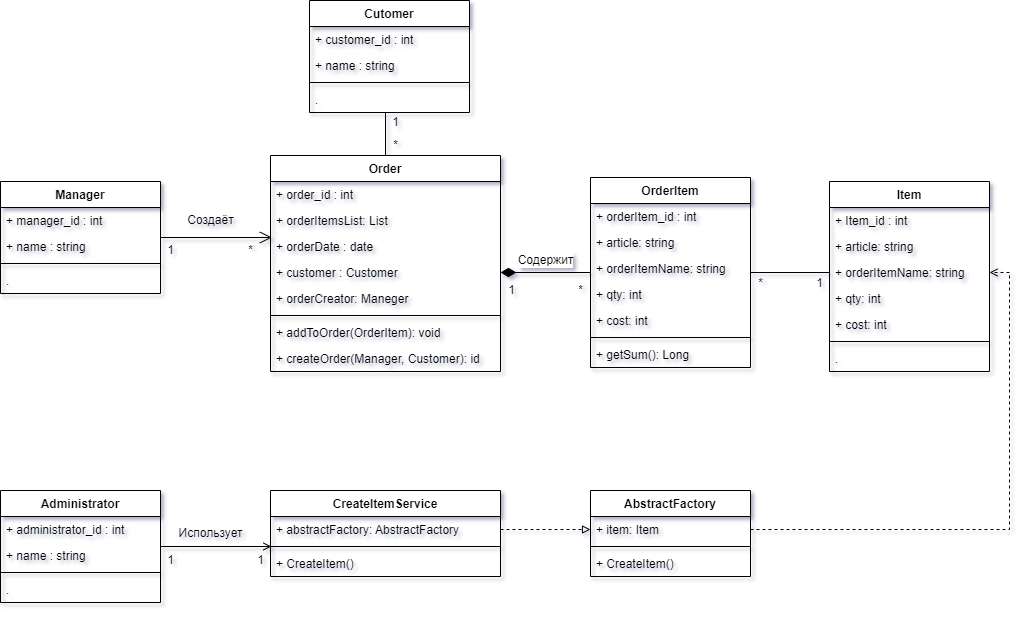 Cutomer
+ customer_id : int
+ name : string
.
1
*
Manager
+ manager_id : int
+ name : string
.
Создаёт
1
*
Order
+ order_id : int
+ orderItemsList: List
+ orderDate : date
+ customer : Customer
+ orderCreator: Maneger
+ addToOrder(OrderItem): void
+ createOrder(Manager, Customer): id
Содержит
1
*
OrderItem
+ orderItem_id : int
+ article: string
+ orderItemName: string
+ qty: int
+ cost: int
+ getSum(): Long
*
1
Item
+ Item_id : int
+ article: string
+ orderItemName: string
+ qty: int
+ cost: int
.
Administrator
+ administrator_id : int
+ name : string
.
Использует
1
1
CreateItemService
+ abstractFactory: AbstractFactory
+ CreateItem()
AbstractFactory
+ item: Item
+ CreateItem()